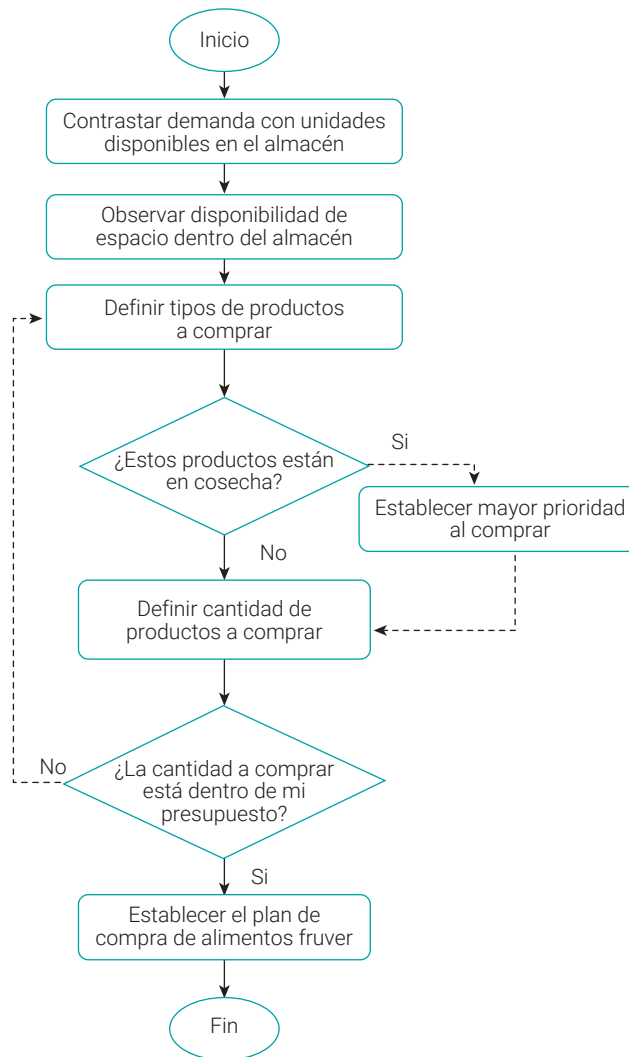 Inicio
Contrastar demanda con unidades
disponibles en el almacén
Observar disponibilidad de
espacio dentro del almacén
Definir tipos de productos
a comprar
¿Estos productos están
en cosecha?
Si
Establecer mayor prioridad
al comprar
No
Definir cantidad de
productos a comprar
¿La cantidad a comprar
está dentro de mi
presupuesto?
No
Si
Establecer el plan de
compra de alimentos fruver
Fin